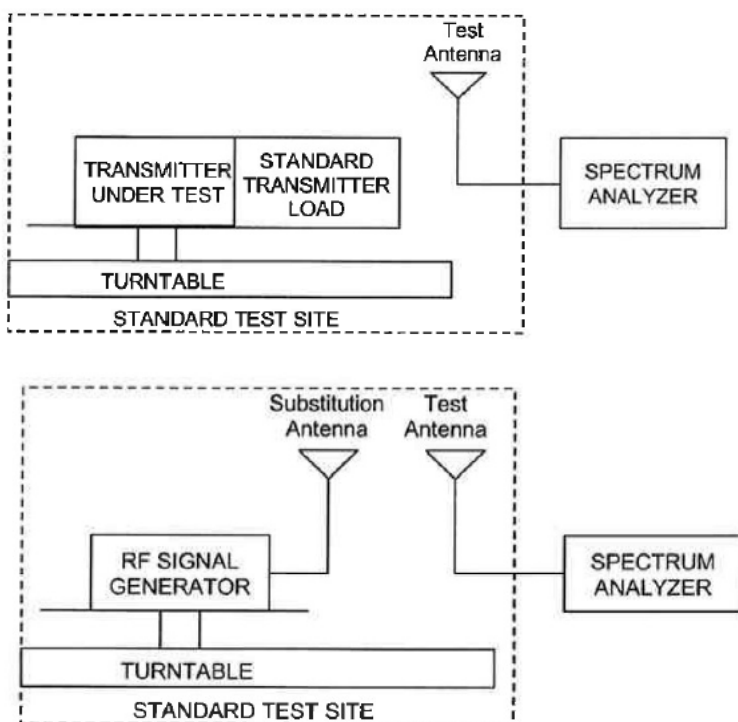 Test
Antenna
TRANSMITTER
UNDER TEST
STANDARD
TRANSMITTER
LOAD
SPECTRUM
ANALYZER
TURNTABLE
STANDARD TEST SITE
Substitution
Antenna
Test
Antenna
RF SIGNAL
GENERATOR
SPECTRUM
ANALYZER
TURNTABLE
STANDARD TEST SITE